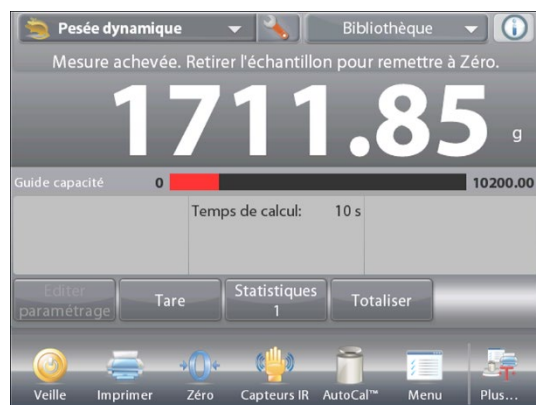 Pesée dynamique Bibliothèque
Mesure achevée. Retirer l'échantillon pour remettre à Zéro.
1711.85 g
Guide capacité 0 10200.00
Temps de calcul: 10 s
Editer paramétrage
Tare
Statistiques 1
Totaliser
Veille Imprimer Zéro Capteurs IR AutoCal™ Menu Plus...